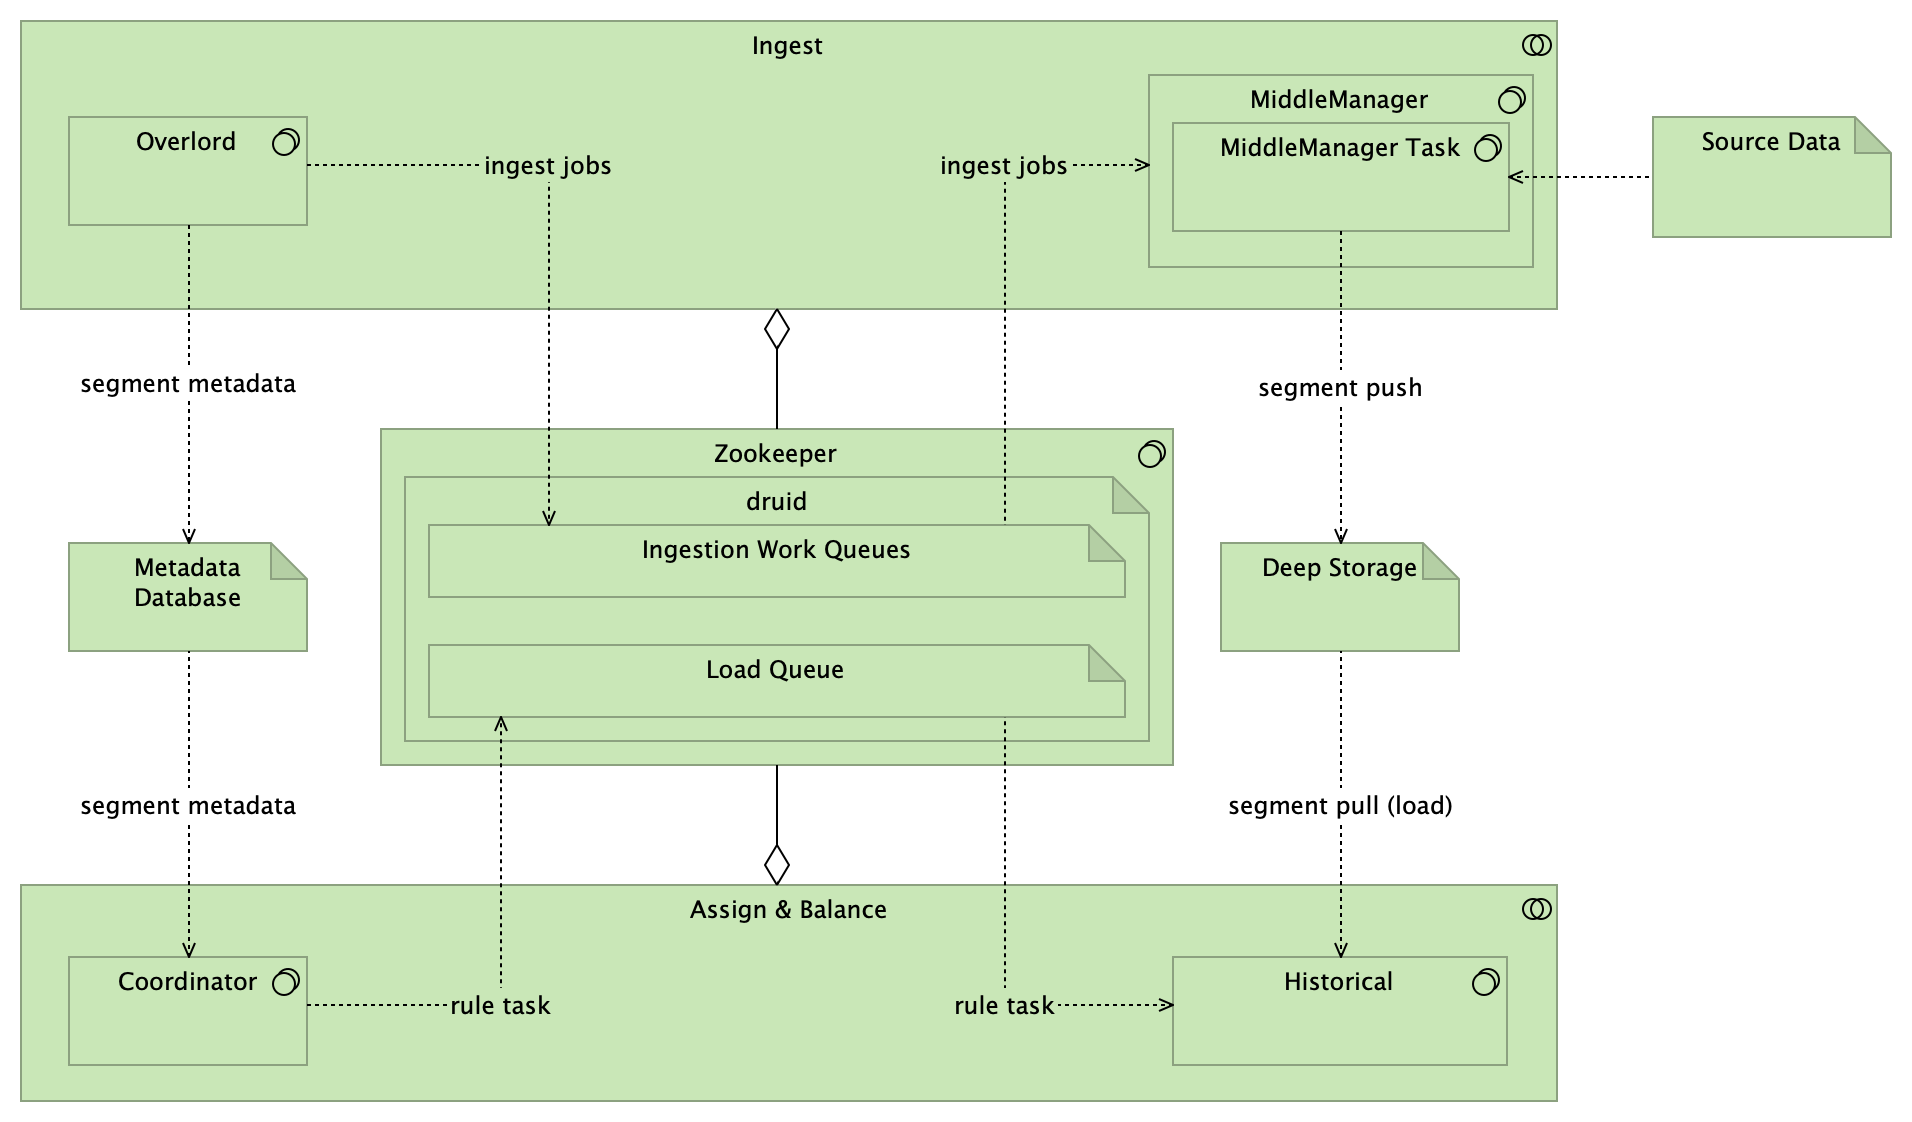 Ingest
Overlord
ingest jobs
ingest jobs
MiddleManager
MiddleManager Task
Source Data
segment metadata
segment push
Zookeeper
druid
Ingestion Work Queues
Load Queue
Metadata
Database
Deep Storage
segment metadata
segment pull (load)
Assign & Balance
Coordinator
rule task
rule task
Historical